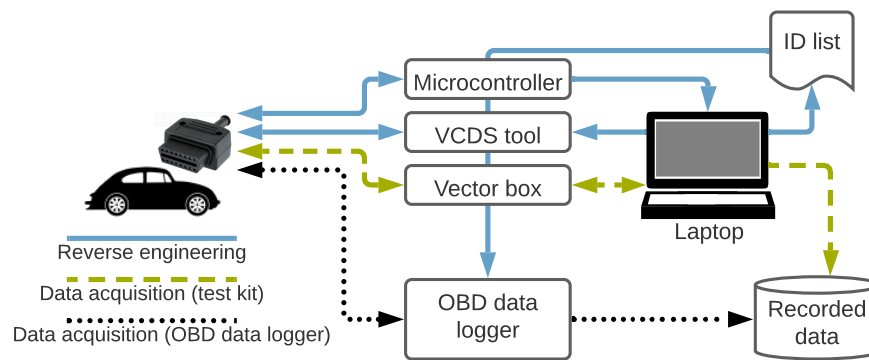 ID list
Microcontroller
VCDS tool
Vector box
Laptop
Reverse engineering
Data acquisition (test kit)
Data acquisition (OBD data logger)
OBD data
logger
Recorded
data